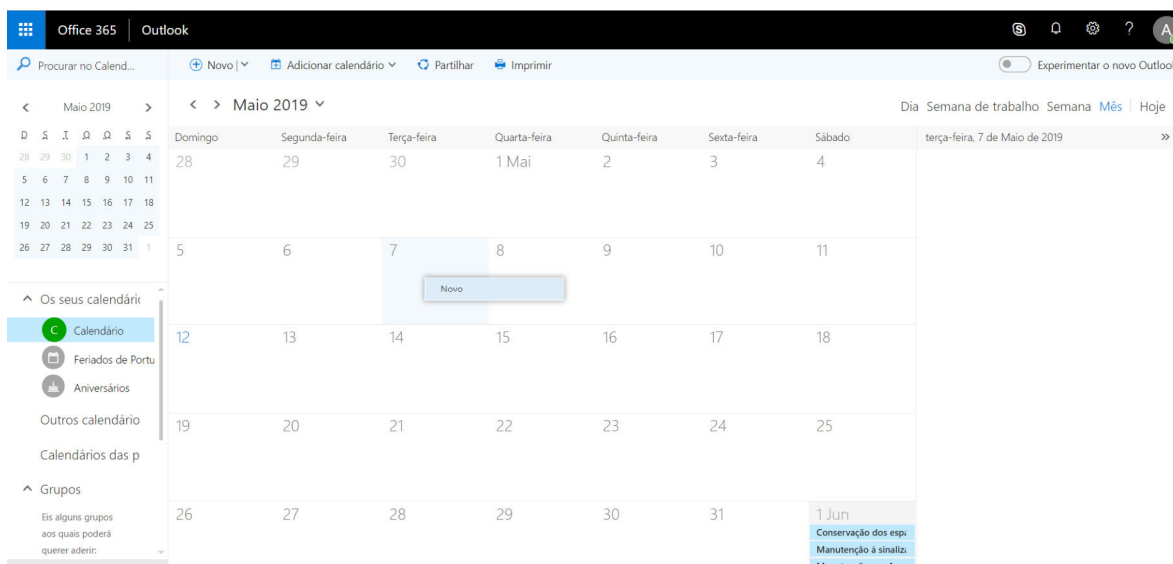 Office 365 Outlook A
Procurar no Calend... Novo Adicionar calendário Partilhar Imprimir Experimentar o novo Outlook
Maio 2019
D S T Q Q S S
28 29 30 1 2 3 4
5 6 7 8 9 10 11
12 13 14 15 16 17 18
19 20 21 22 23 24 25
26 27 28 29 30 31 1
Os seus calendário
C Calendário
Feriados de Portu
Aniversários
Outros calendário
Calendários das p
Grupos
Eis alguns grupos
aos quais poderá
querer aderir:
Maio 2019 Dia Semana de trabalho Semana Mês Hoje
Domingo Segunda-feira Terça-feira Quarta-feira Quinta-feira Sexta-feira Sábado terça-feira, 7 de Maio de 2019
28 29 30 1 Mai 2 3 4
5 6 7 8 9 10 11
Novo
12 13 14 15 16 17 18
19 20 21 22 23 24 25
26 27 28 29 30 31 1 Jun
Conservação dos espa
Manutenção à sinaliza